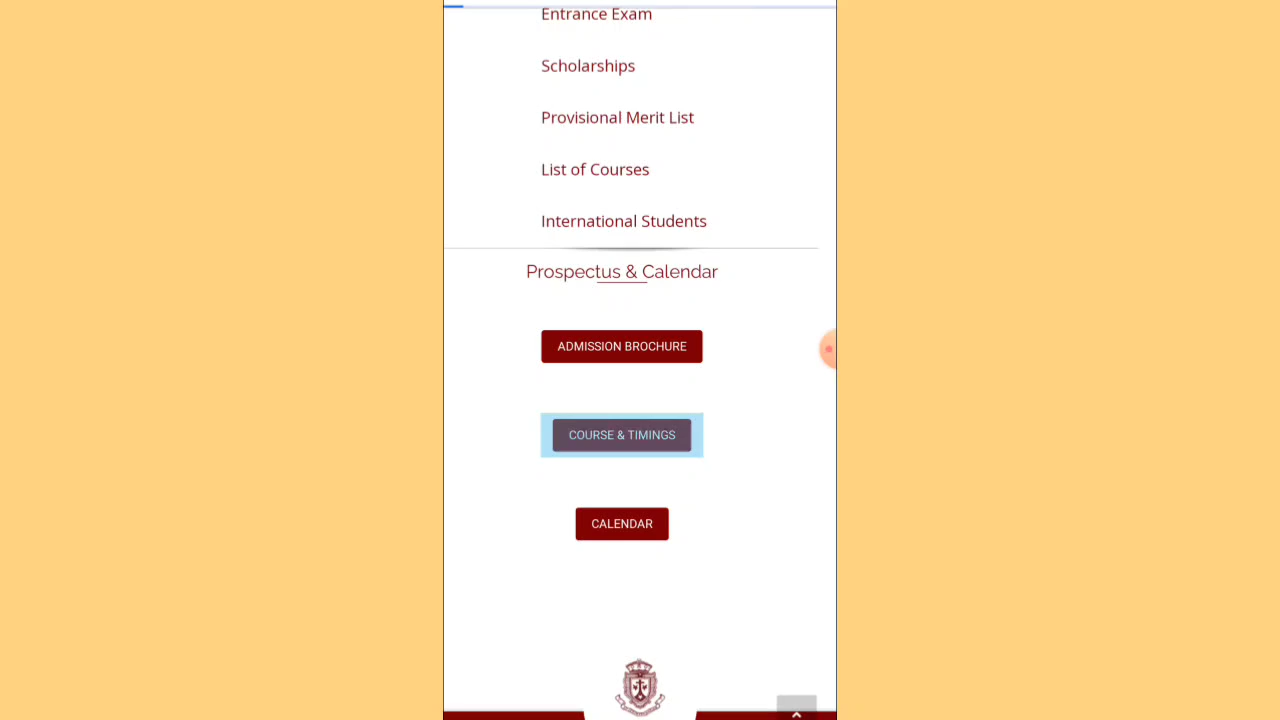 Entrance Exam
Scholarships
Provisional Merit List
List of Courses
International Students
Prospectus & Calendar
ADMISSION BROCHURE
COURSE & TIMINGS
CALENDAR